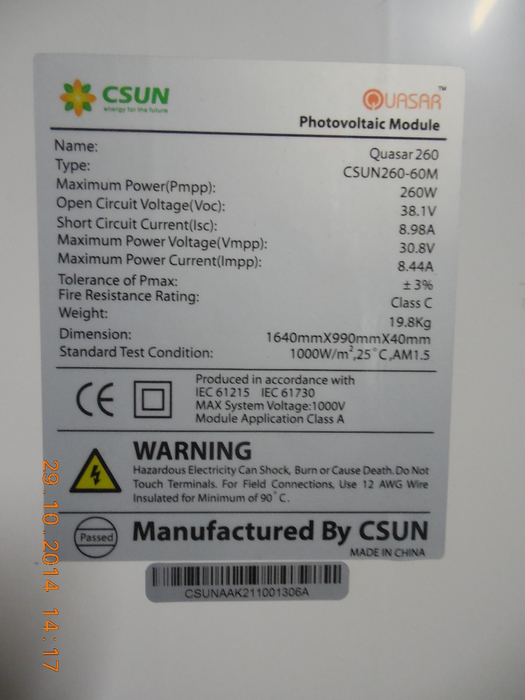 CSUN
energy for the future
QUASAR™
Photovoltaic Module
Name: Quasar 260
Type: CSUN260-60M
Maximum Power(Pmpp): 260W
Open Circuit Voltage(Voc): 38.1V
Short Circuit Current(Isc): 8.98A
Maximum Power Voltage(Vmpp): 30.8V
Maximum Power Current(Impp): 8.44A
Tolerance of Pmax: ±3%
Fire Resistance Rating: Class C
Weight: 19.8Kg
Dimension: 1640mmX990mmX40mm
Standard Test Condition: 1000W/m²,25°C,AM1.5
CE
Produced in accordance with
IEC 61215 IEC 61730
MAX System Voltage:1000V
Module Application Class A
WARNING
Hazardous Electricity Can Shock, Burn or Cause Death. Do Not
Touch Terminals. For Field Connections, Use 12 AWG Wire
Insulated for Minimum of 90°C.
Passed
Manufactured By CSUN
MADE IN CHINA
CSUNAAK211001306A
29.10.2014 14:17